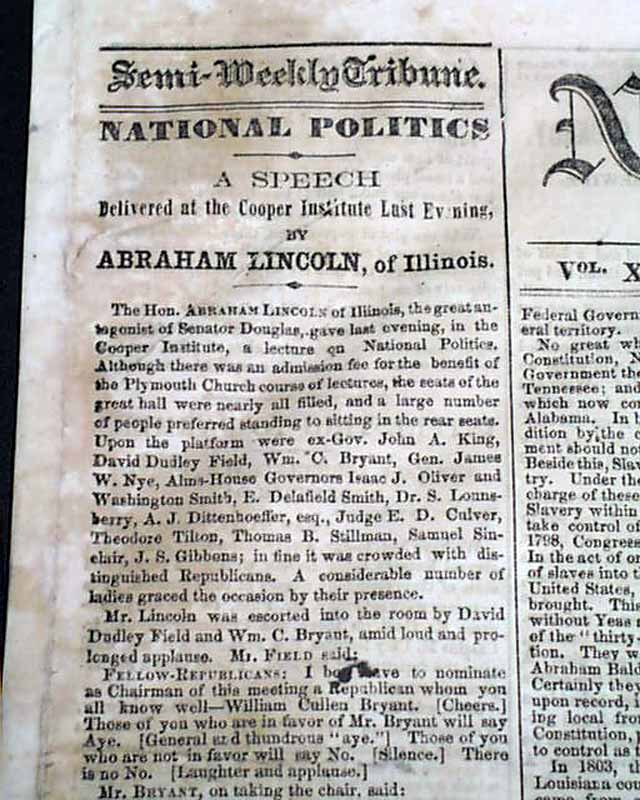 Semi-Weekly Tribune.
NATIONAL POLITICS
A SPEECH
Delivered at the Cooper Institute Last Evening,
BY
ABRAHAM LINCOLN, of Illinois.
The Hon. ABRAHAM LINCOLN of Illinois, the great an-
tagonist of Senator Douglas, gave last evening, in the
Cooper Institute, a lecture on National Politics.
Although there was an admission fee for the benefit of
the Plymouth Church course of lectures, the seats of the
great hall were nearly all filled, and a large number
of people preferred standing to sitting in the rear seats.
Upon the platform were ex-Gov. John A. King,
David Dudley Field, Wm. C. Bryant, Gen. James
W. Nye, Alms-House Governors Isaac J. Oliver and
Washington Smith, E. Delafield Smith, Dr. S. Louns-
berry, A. J. Dittenhoeffer, esq., Judge E. D. Culver,
Theodore Tilton, Thomas B. Stillman, Samuel Sin-
clair, J. S. Gibbons; in fine it was crowded with dis-
tinguished Republicans. A considerable number of
ladies graced the occasion by their presence.
Mr. Lincoln was escorted into the room by David
Dudley Field and Wm. C. Bryant, amid loud and pro-
longed applause. Mr. FIELD said:
FELLOW-REPUBLICANS: I beg leave to nominate
as Chairman of this meeting a Republican whom you
all know well—William Cullen Bryant. [Cheers.]
Those of you who are in favor of Mr. Bryant will say
Aye. [General and thundrous "aye."] Those of you
who are not in favor will say No. [Silence.] There
is no No. [Laughter and applause.]
Mr. BRYANT, on taking the chair, said:
N
VOL. X
Federal Govern
eral territory.
No great wh
Constitution, N
Government the
Tennessee; and
which now con
Alabama. In b
dition by the c
ment should not
Beside this, Slav
try. Under the
charge of these
Slavery within
take control of
1798, Congress
In the act of or
of slaves into t
United States,
brought. Thi
without Yeas a
of the "thirty-
tion. They w
Abraham Bald
Certainly they
upon record, i
ing local from
Constitution, p
to control as t
In 1803, th
Louisiana cou